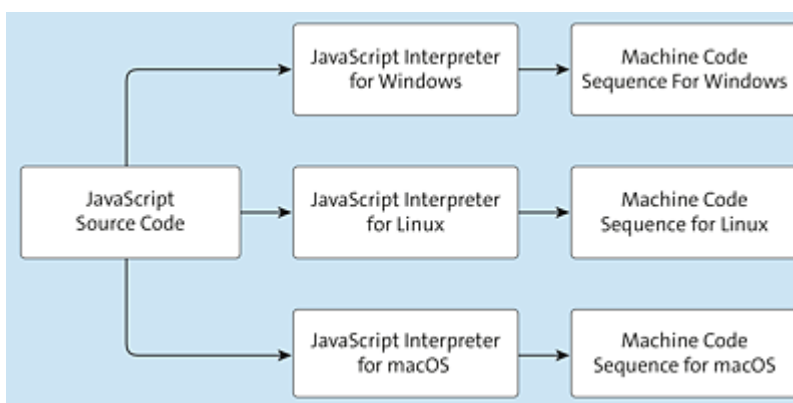 JavaScript Interpreter
for Windows
Machine Code
Sequence For Windows
JavaScript
Source Code
JavaScript Interpreter
for Linux
Machine Code
Sequence for Linux
JavaScript Interpreter
for macOS
Machine Code
Sequence for macOS